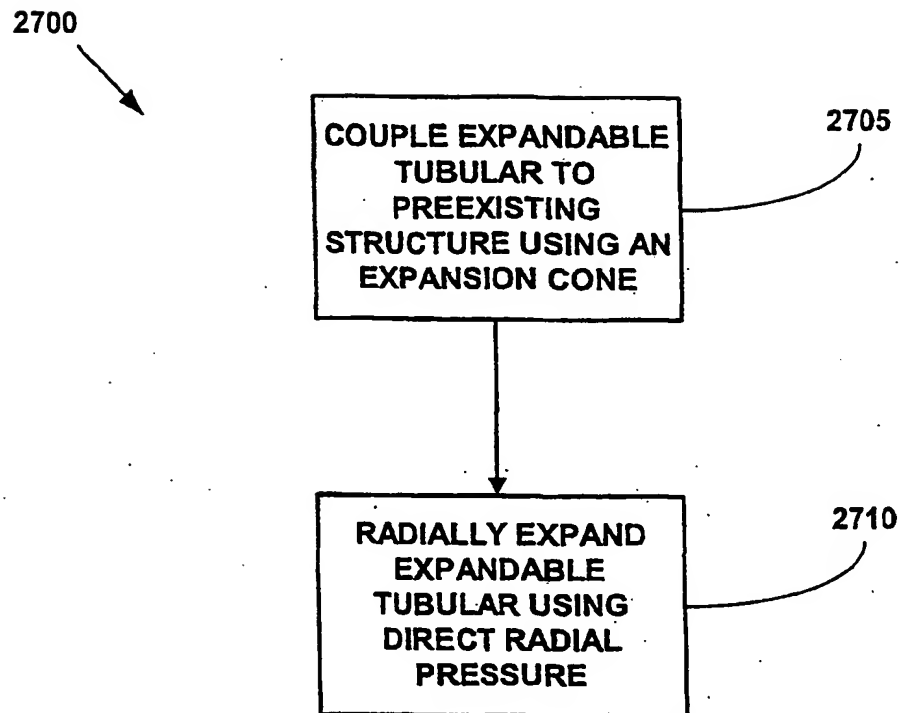 2700
COUPLE EXPANDABLE
TUBULAR TO
PREEXISTING
STRUCTURE USING AN
EXPANSION CONE
2705
RADIALLY EXPAND
EXPANDABLE
TUBULAR USING
DIRECT RADIAL
PRESSURE
2710